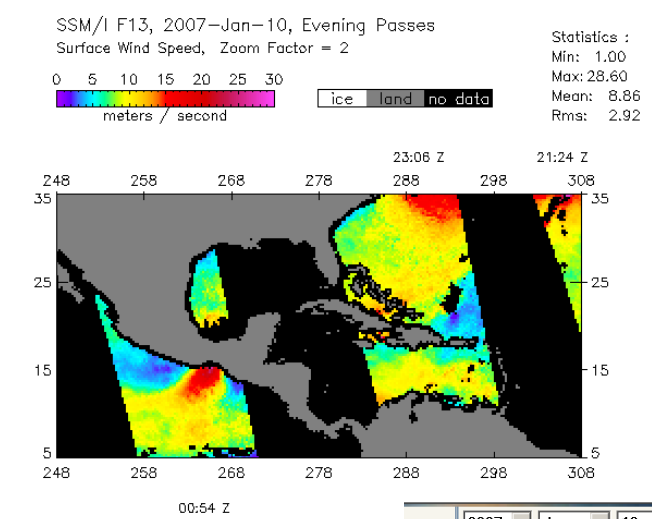 SSM/I F13, 2007-Jan-10, Evening Passes
Surface Wind Speed, Zoom Factor = 2
0 5 10 15 20 25 30
meters / second
ice land no data
Statistics :
Min: 1.00
Max: 28.60
Mean: 8.86
Rms: 2.92
23:06 Z 21:24 Z
248 258 268 278 288 298 308
35 35
25 25
15 15
5 5
248 258 268 278 288 298 308
00:54 Z